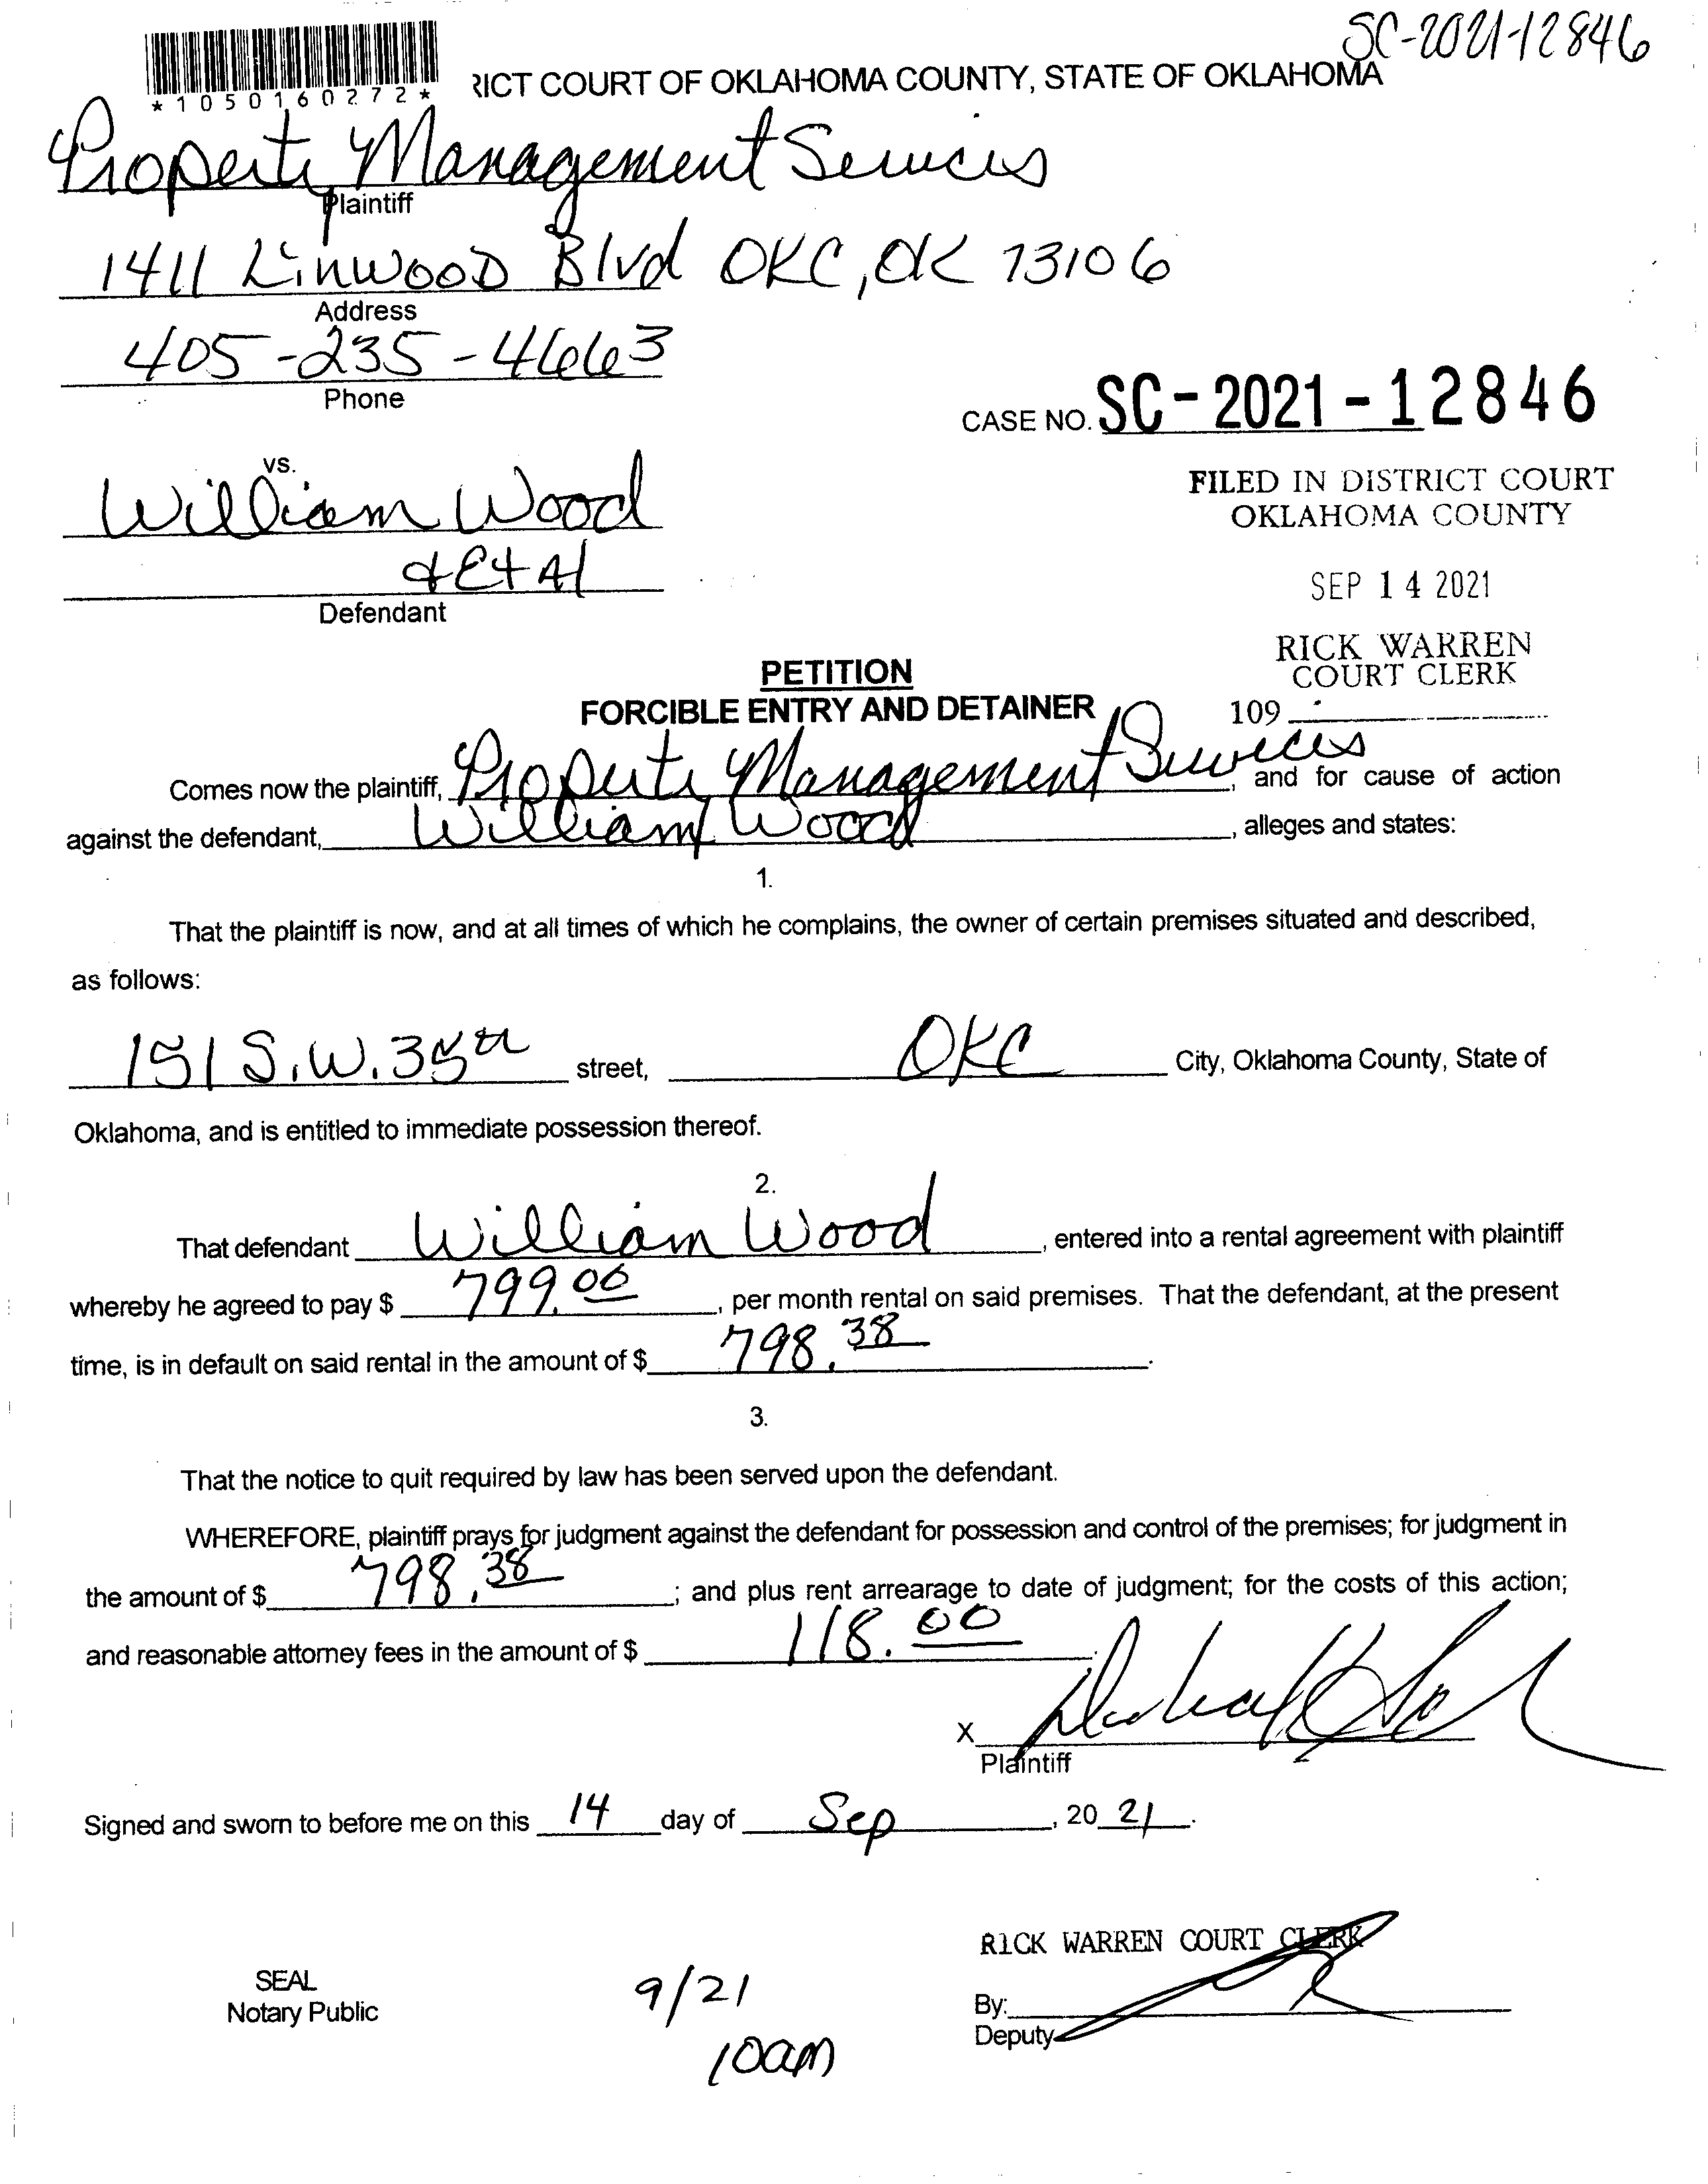 SC-2021-12846
*1050160272*
RICT COURT OF OKLAHOMA COUNTY, STATE OF OKLAHOMA
Property Management Services
Plaintiff
1411 Linwood Blvd OKC, OK 73106
Address
405-235-4663
Phone
CASE NO. SC-2021-12846
vs.
William Wood
& Et Al
Defendant
FILED IN DISTRICT COURT
OKLAHOMA COUNTY
SEP 14 2021
RICK WARREN
COURT CLERK
109
PETITION
FORCIBLE ENTRY AND DETAINER
Comes now the plaintiff, Property Management Services, and for cause of action
against the defendant, William Wood, alleges and states:
1.
That the plaintiff is now, and at all times of which he complains, the owner of certain premises situated and described,
as follows:
151 S.W. 35th street, OKC City, Oklahoma County, State of
Oklahoma, and is entitled to immediate possession thereof.
2.
That defendant William Wood, entered into a rental agreement with plaintiff
whereby he agreed to pay $ 799.00, per month rental on said premises. That the defendant, at the present
time, is in default on said rental in the amount of $ 798.38.
3.
That the notice to quit required by law has been served upon the defendant.
WHEREFORE, plaintiff prays for judgment against the defendant for possession and control of the premises; for judgment in
the amount of $ 798.38; and plus rent arrearage to date of judgment; for the costs of this action;
and reasonable attorney fees in the amount of $ 118.00.
X
Plaintiff
Signed and sworn to before me on this 14 day of Sep, 20 21.
RICK WARREN COURT CLERK
SEAL
Notary Public
9/21
10am
By:
Deputy